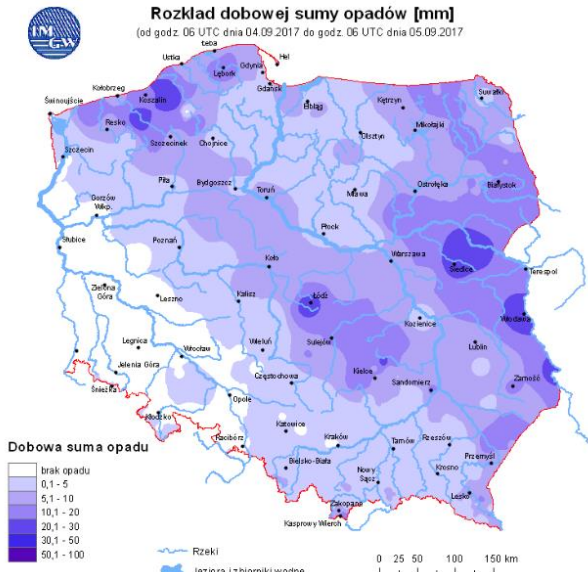 IM
GW
Rozkład dobowej sumy opadów [mm]
(od godz. 06 UTC dnia 04.09.2017 do godz. 06 UTC dnia 05.09.2017
Łeba
Hel
Ustka
Lębork
Gdynia
Gdańsk
Kołobrzeg
Koszalin
Suwałki
Świnoujście
Elbląg
Kętrzyn
Resko
Mikołajki
Olsztyn
Szczecinek
Chojnice
Szczecin
Piła
Bydgoszcz
Toruń
Mława
Ostrołęka
Białystok
Gorzów
Wlkp.
Płock
Słubice
Poznań
Koło
Warszawa
Siedlce
Terespol
Zielona
Góra
Leszno
Kalisz
Łódź
Kozienice
Włodawa
Legnica
Wrocław
Wieluń
Sulejów
Lublin
Jelenia Góra
Kielce
Zamość
Śnieżka
Opole
Częstochowa
Sandomierz
Kłodzko
Katowice
Racibórz
Kraków
Tarnów
Rzeszów
Przemyśl
Bielsko-Biała
Nowy
Sącz
Krosno
Lesko
Zakopane
Kasprowy Wierch
Dobowa suma opadu
brak opadu
0,1 - 5
5,1 - 10
10,1 - 20
20,1 - 30
30,1 - 50
50,1 - 100
Rzeki
Jeziora i zbiorniki wodne
0 25 50 100 150 km